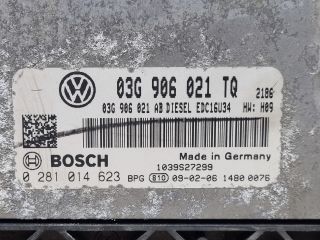 03G 906 021 TQ 2186
03G 906 021 AB DIESEL EDC16U34 HW: H09
Made in Germany
BOSCH 1039S27299
0 281 014 623 BPG 810 09-02-06 1480 0076